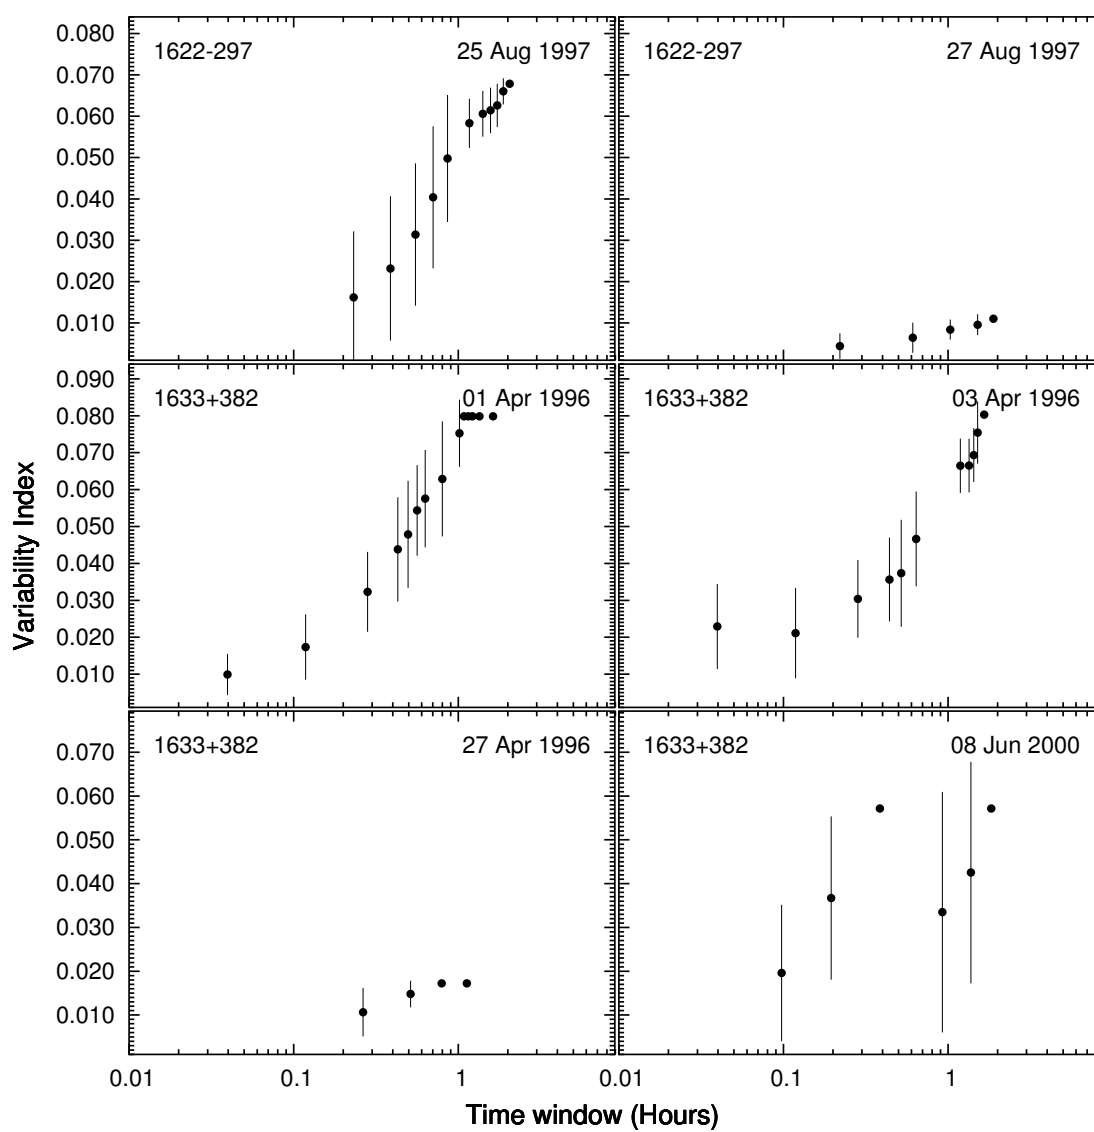 0.080
0.070
0.060
0.050
0.040
0.030
0.020
0.010
1622-297 25 Aug 1997
1622-297 27 Aug 1997
0.090
0.080
0.070
0.060
0.050
0.040
0.030
0.020
0.010
1633+382 01 Apr 1996
1633+382 03 Apr 1996
Variability Index
0.070
0.060
0.050
0.040
0.030
0.020
0.010
1633+382 27 Apr 1996
1633+382 08 Jun 2000
0.01 0.1 1 0.01 0.1 1
Time window (Hours)